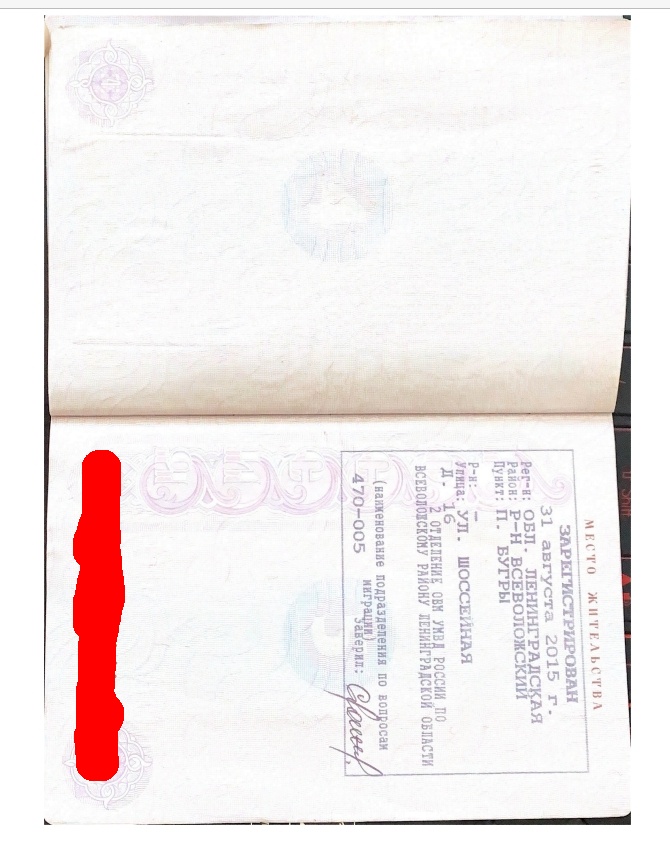 МЕСТО ЖИТЕЛЬСТВА
ЗАРЕГИСТРИРОВАН
31 августа 2015 г.
Рег-н: ОБЛ. ЛЕНИНГРАДСКАЯ
Район: Р-Н ВСЕВОЛОЖСКИЙ
Пункт: П. БУГРЫ
Р-н: –
Улица: УЛ. ШОССЕЙНАЯ
Д. 16
2 ОТДЕЛЕНИЕ ОВМ УМВД РОССИИ ПО
ВСЕВОЛОЖСКОМУ РАЙОНУ ЛЕНИНГРАДСКОЙ ОБЛАСТИ
(наименование подразделения по вопросам
миграции)
470-005 Заверил: